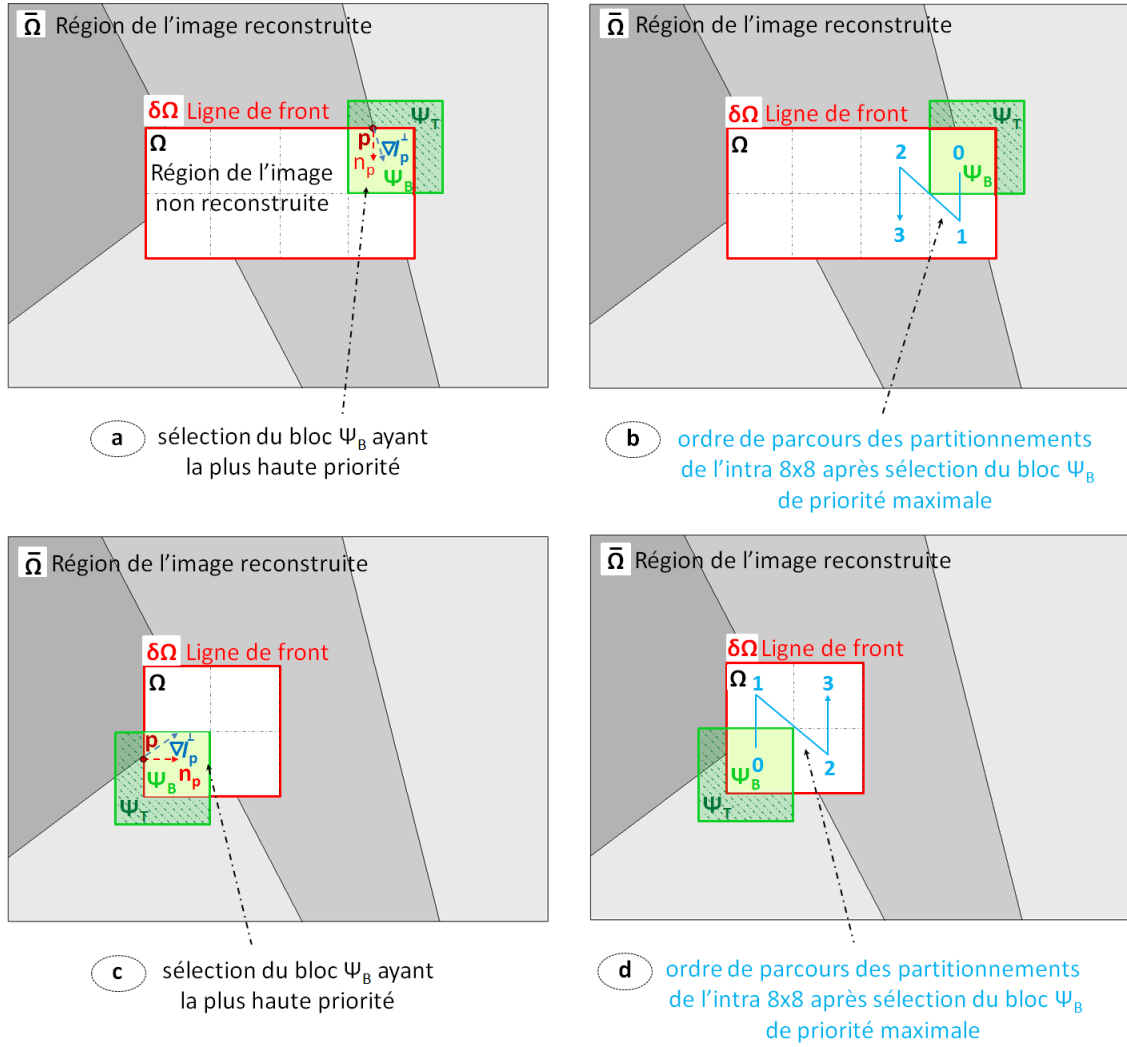 Ω̄ Région de l'image reconstruite
δΩ Ligne de front
Ψ_T
Ω
p
∇I_p^⊥
n_p
Ψ_B
Région de l'image
non reconstruite
a sélection du bloc Ψ_B ayant
la plus haute priorité
Ω̄ Région de l'image reconstruite
δΩ Ligne de front
Ψ_T
Ω
2
0
Ψ_B
3
1
b ordre de parcours des partitionnements
de l'intra 8x8 après sélection du bloc Ψ_B
de priorité maximale
Ω̄ Région de l'image reconstruite
δΩ Ligne de front
Ω
p
∇I_p^⊥
Ψ_B
n_p
Ψ_T
c sélection du bloc Ψ_B ayant
la plus haute priorité
Ω̄ Région de l'image reconstruite
δΩ Ligne de front
Ω
1
3
0
2
Ψ_B
Ψ_T
d ordre de parcours des partitionnements
de l'intra 8x8 après sélection du bloc Ψ_B
de priorité maximale